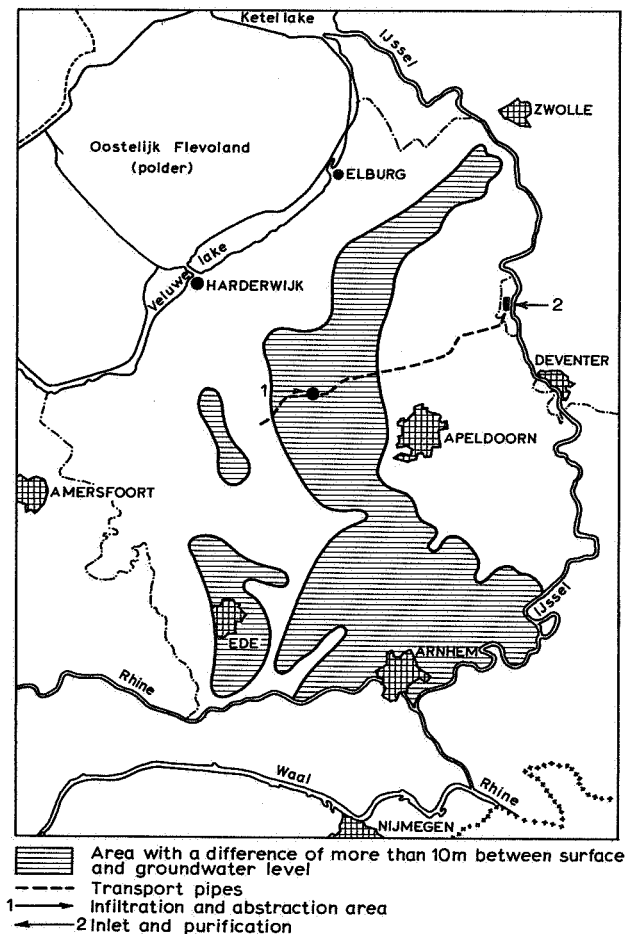 Ketel lake
IJssel
ZWOLLE
Oostelijk Flevoland
(polder)
ELBURG
Veluwe lake
HARDERWIJK
2
DEVENTER
1
APELDOORN
AMERSFOORT
IJssel
EDE
ARNHEM
Rhine
Waal
Rhine
NIJMEGEN
Area with a difference of more than 10m between surface
and groundwater level
Transport pipes
1 Infiltration and abstraction area
2 Inlet and purification